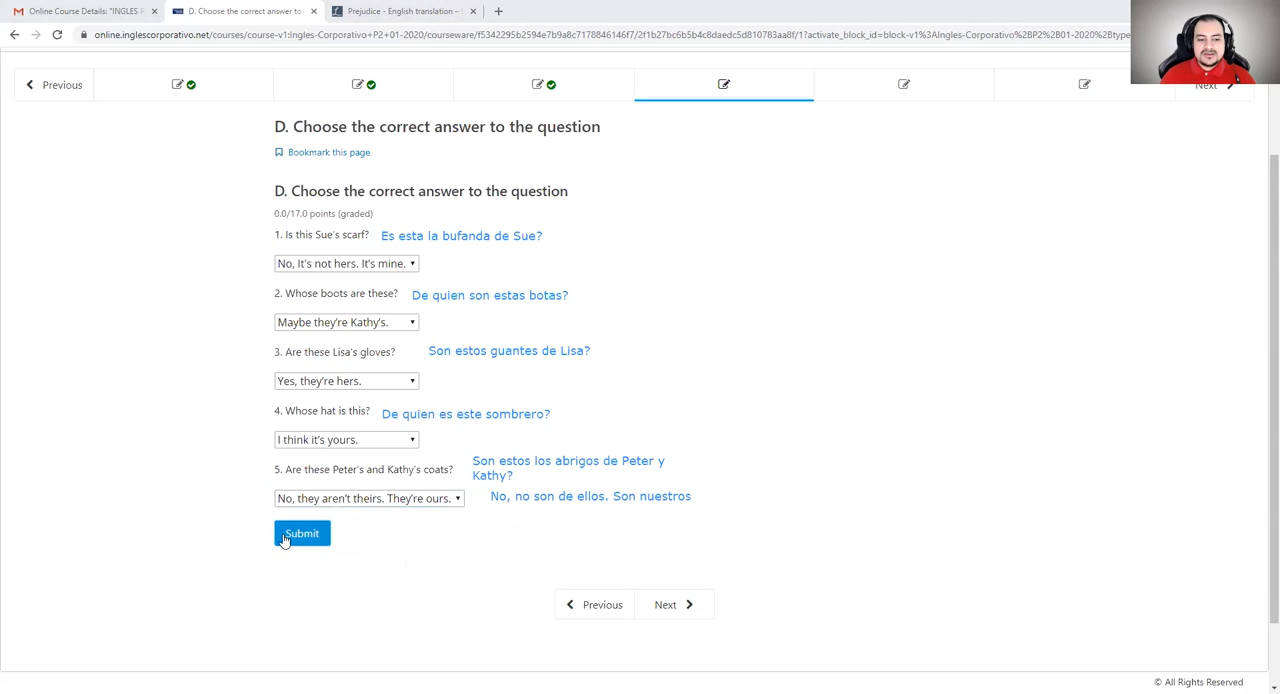 Online Course Details: "INGLES P
D. Choose the correct answer to
Prejudice - English translation –
online.inglescorporativo.net/courses/course-v1:Ingles-Corporativo+P2+01-2020/courseware/f5342295b2594e7b9a8c7178846146f7/2f1b27bc6b5b4c8daedc5d810783aa8f/1?activate_block_id=block-v1%3AIngles-Corporativo%2BP2%2B01-2020%2Btype
Previous
Next
D. Choose the correct answer to the question
Bookmark this page
D. Choose the correct answer to the question
0.0/17.0 points (graded)
1. Is this Sue's scarf? Es esta la bufanda de Sue?
No, It's not hers. It's mine.
2. Whose boots are these? De quien son estas botas?
Maybe they're Kathy's.
3. Are these Lisa's gloves? Son estos guantes de Lisa?
Yes, they're hers.
4. Whose hat is this? De quien es este sombrero?
I think it's yours.
5. Are these Peter's and Kathy's coats? Son estos los abrigos de Peter y
Kathy?
No, they aren't theirs. They're ours. No, no son de ellos. Son nuestros
Submit
Previous Next
© All Rights Reserved